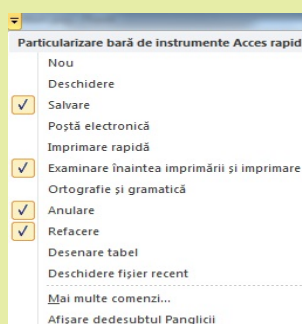 Particularizare bară de instrumente Acces rapid
Nou
Deschidere
Salvare
Poștă electronică
Imprimare rapidă
Examinare înaintea imprimării și imprimare
Ortografie și gramatică
Anulare
Refacere
Desenare tabel
Deschidere fișier recent
Mai multe comenzi...
Afișare dedesubtul Panglicii